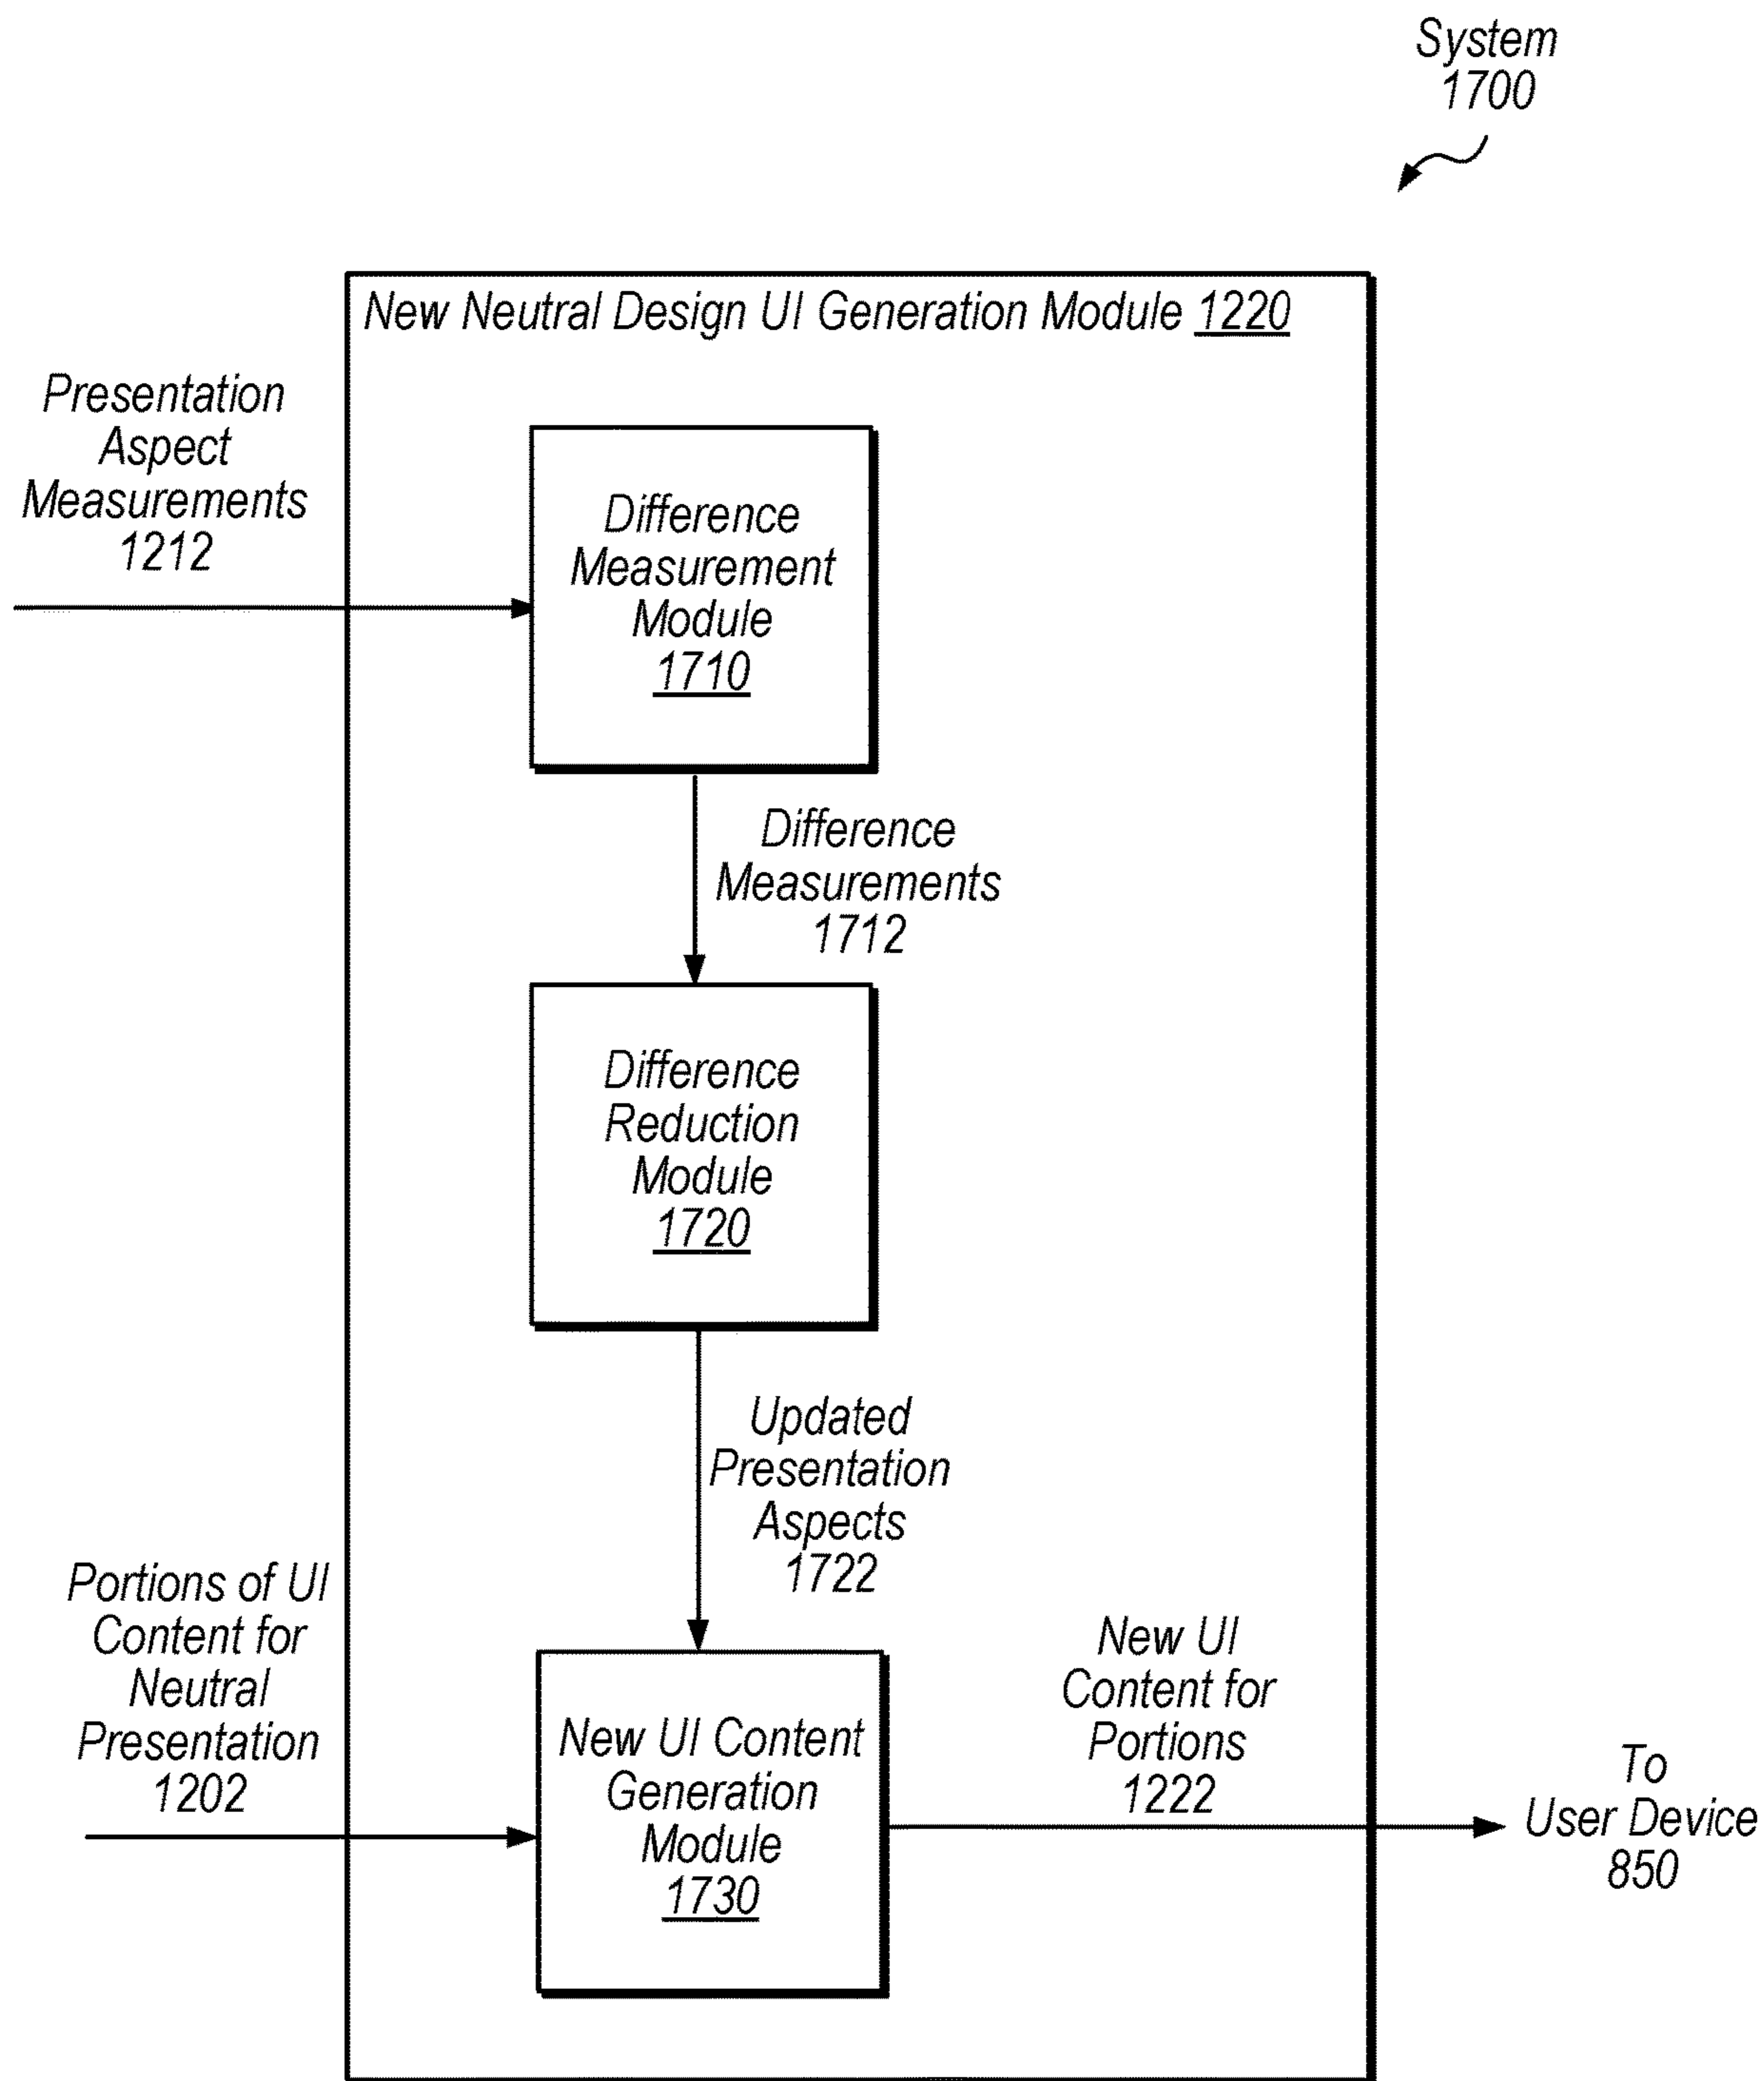 System
1700
New Neutral Design UI Generation Module 1220
Presentation
Aspect
Measurements
1212
Difference
Measurement
Module
1710
Difference
Measurements
1712
Difference
Reduction
Module
1720
Updated
Presentation
Aspects
1722
Portions of UI
Content for
Neutral
Presentation
1202
New UI Content
Generation
Module
1730
New UI
Content for
Portions
1222
To
User Device
850